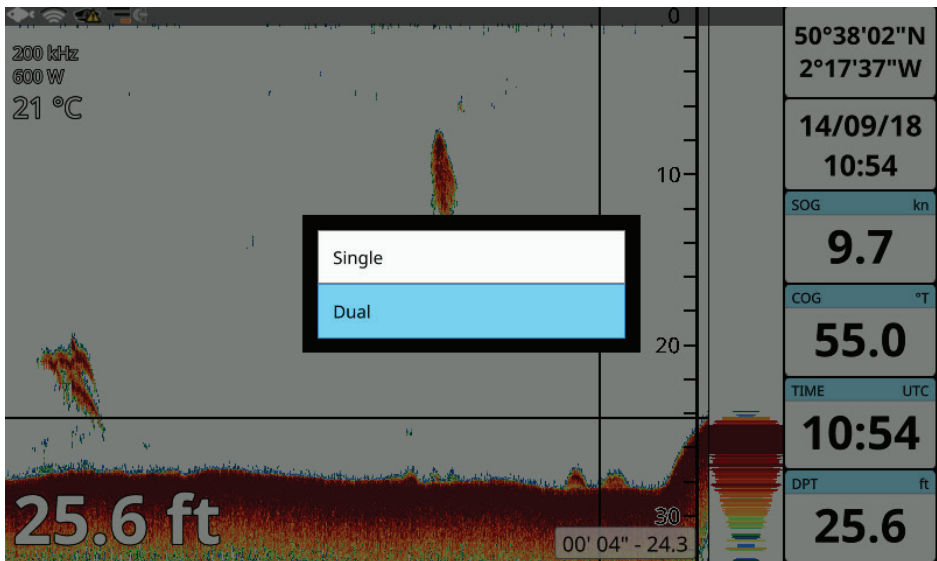 200 kHz
600 W
21 °C
0
10
20
30
Single
Dual
25.6 ft
00' 04" - 24.3
50°38'02"N
2°17'37"W
14/09/18
10:54
SOG kn
9.7
COG °T
55.0
TIME UTC
10:54
DPT ft
25.6